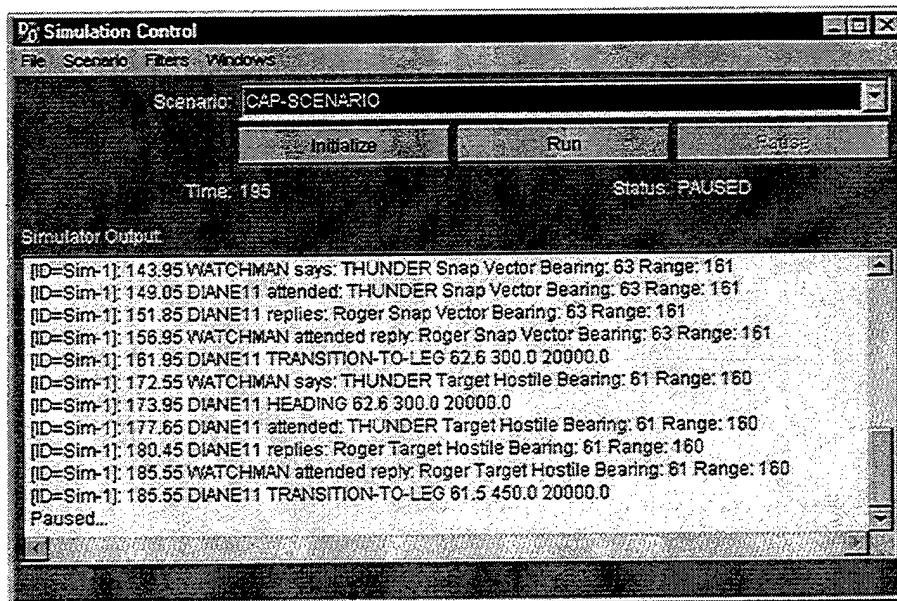 Simulation Control
File Scenario Filters Windows
Scenario: CAP-SCENARIO
Initialize Run Pause
Time: 195 Status: PAUSED
Simulator Output:
[ID=Sim-1]: 143.95 WATCHMAN says: THUNDER Snap Vector Bearing: 63 Range: 161
[ID=Sim-1]: 149.05 DIANE11 attended: THUNDER Snap Vector Bearing: 63 Range: 161
[ID=Sim-1]: 151.85 DIANE11 replies: Roger Snap Vector Bearing: 63 Range: 161
[ID=Sim-1]: 156.95 WATCHMAN attended reply: Roger Snap Vector Bearing: 63 Range: 161
[ID=Sim-1]: 161.95 DIANE11 TRANSITION-TO-LEG 62.6 300.0 20000.0
[ID=Sim-1]: 172.55 WATCHMAN says: THUNDER Target Hostile Bearing: 61 Range: 160
[ID=Sim-1]: 173.95 DIANE11 HEADING 62.6 300.0 20000.0
[ID=Sim-1]: 177.65 DIANE11 attended: THUNDER Target Hostile Bearing: 61 Range: 160
[ID=Sim-1]: 180.45 DIANE11 replies: Roger Target Hostile Bearing: 61 Range: 160
[ID=Sim-1]: 185.55 WATCHMAN attended reply: Roger Target Hostile Bearing: 61 Range: 160
[ID=Sim-1]: 185.55 DIANE11 TRANSITION-TO-LEG 61.5 450.0 20000.0
Paused...